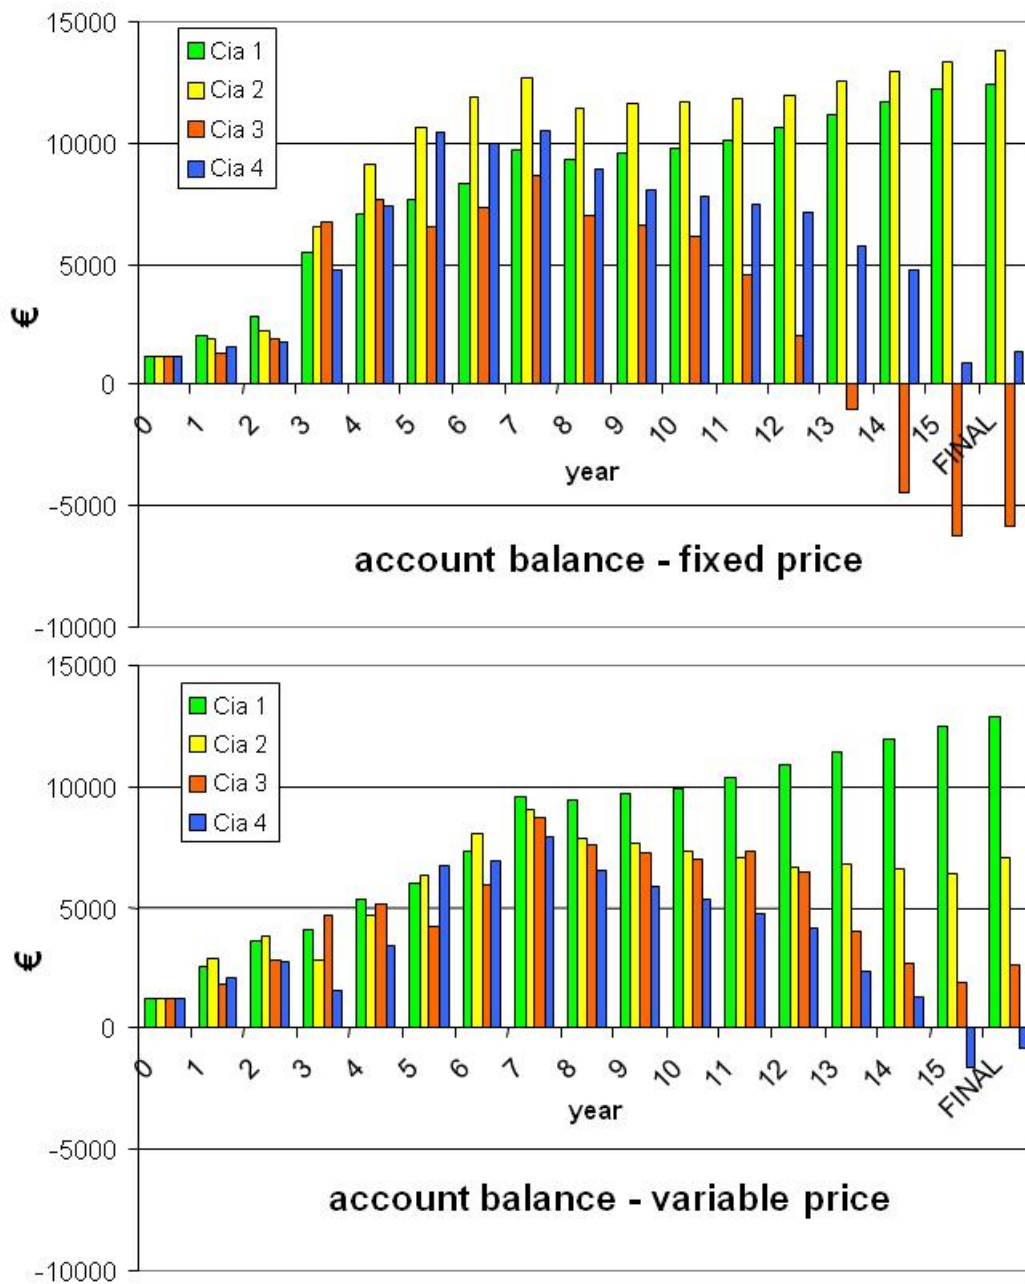 15000
Cia 1
Cia 2
Cia 3
Cia 4
10000
5000
€
0
0 1 2 3 4 5 6 7 8 9 10 11 12 13 14 15 FINAL
year
-5000
account balance - fixed price
-10000
15000
Cia 1
Cia 2
Cia 3
Cia 4
10000
5000
€
0
0 1 2 3 4 5 6 7 8 9 10 11 12 13 14 15 FINAL
year
-5000
account balance - variable price
-10000